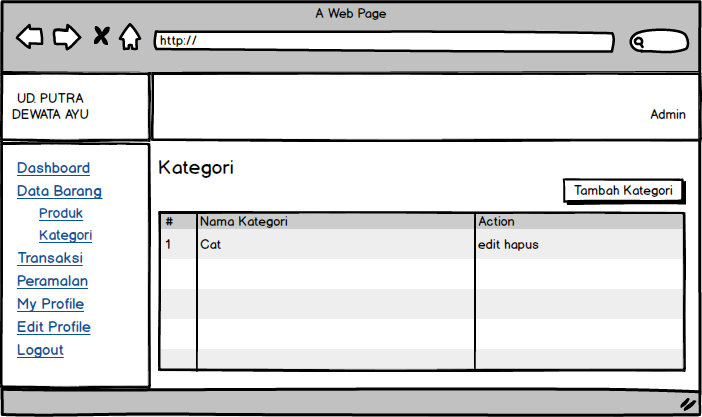 A Web Page
http://
UD. PUTRA
DEWATA AYU
Admin
Dashboard
Data Barang
Produk
Kategori
Transaksi
Peramalan
My Profile
Edit Profile
Logout
Kategori
Tambah Kategori
# Nama Kategori Action
1 Cat edit hapus